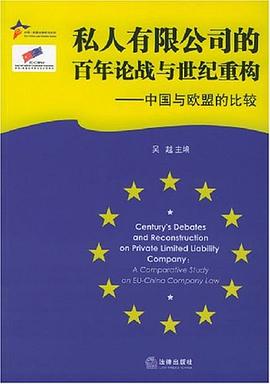 私人有限公司的
百年论战与世纪重构
——中国与欧盟的比较
吴越 主编
Century's Debates
and Reconstruction
on Private Limited Liability
Company:
A Comparative Study
on EU-China Company Law
法律出版社